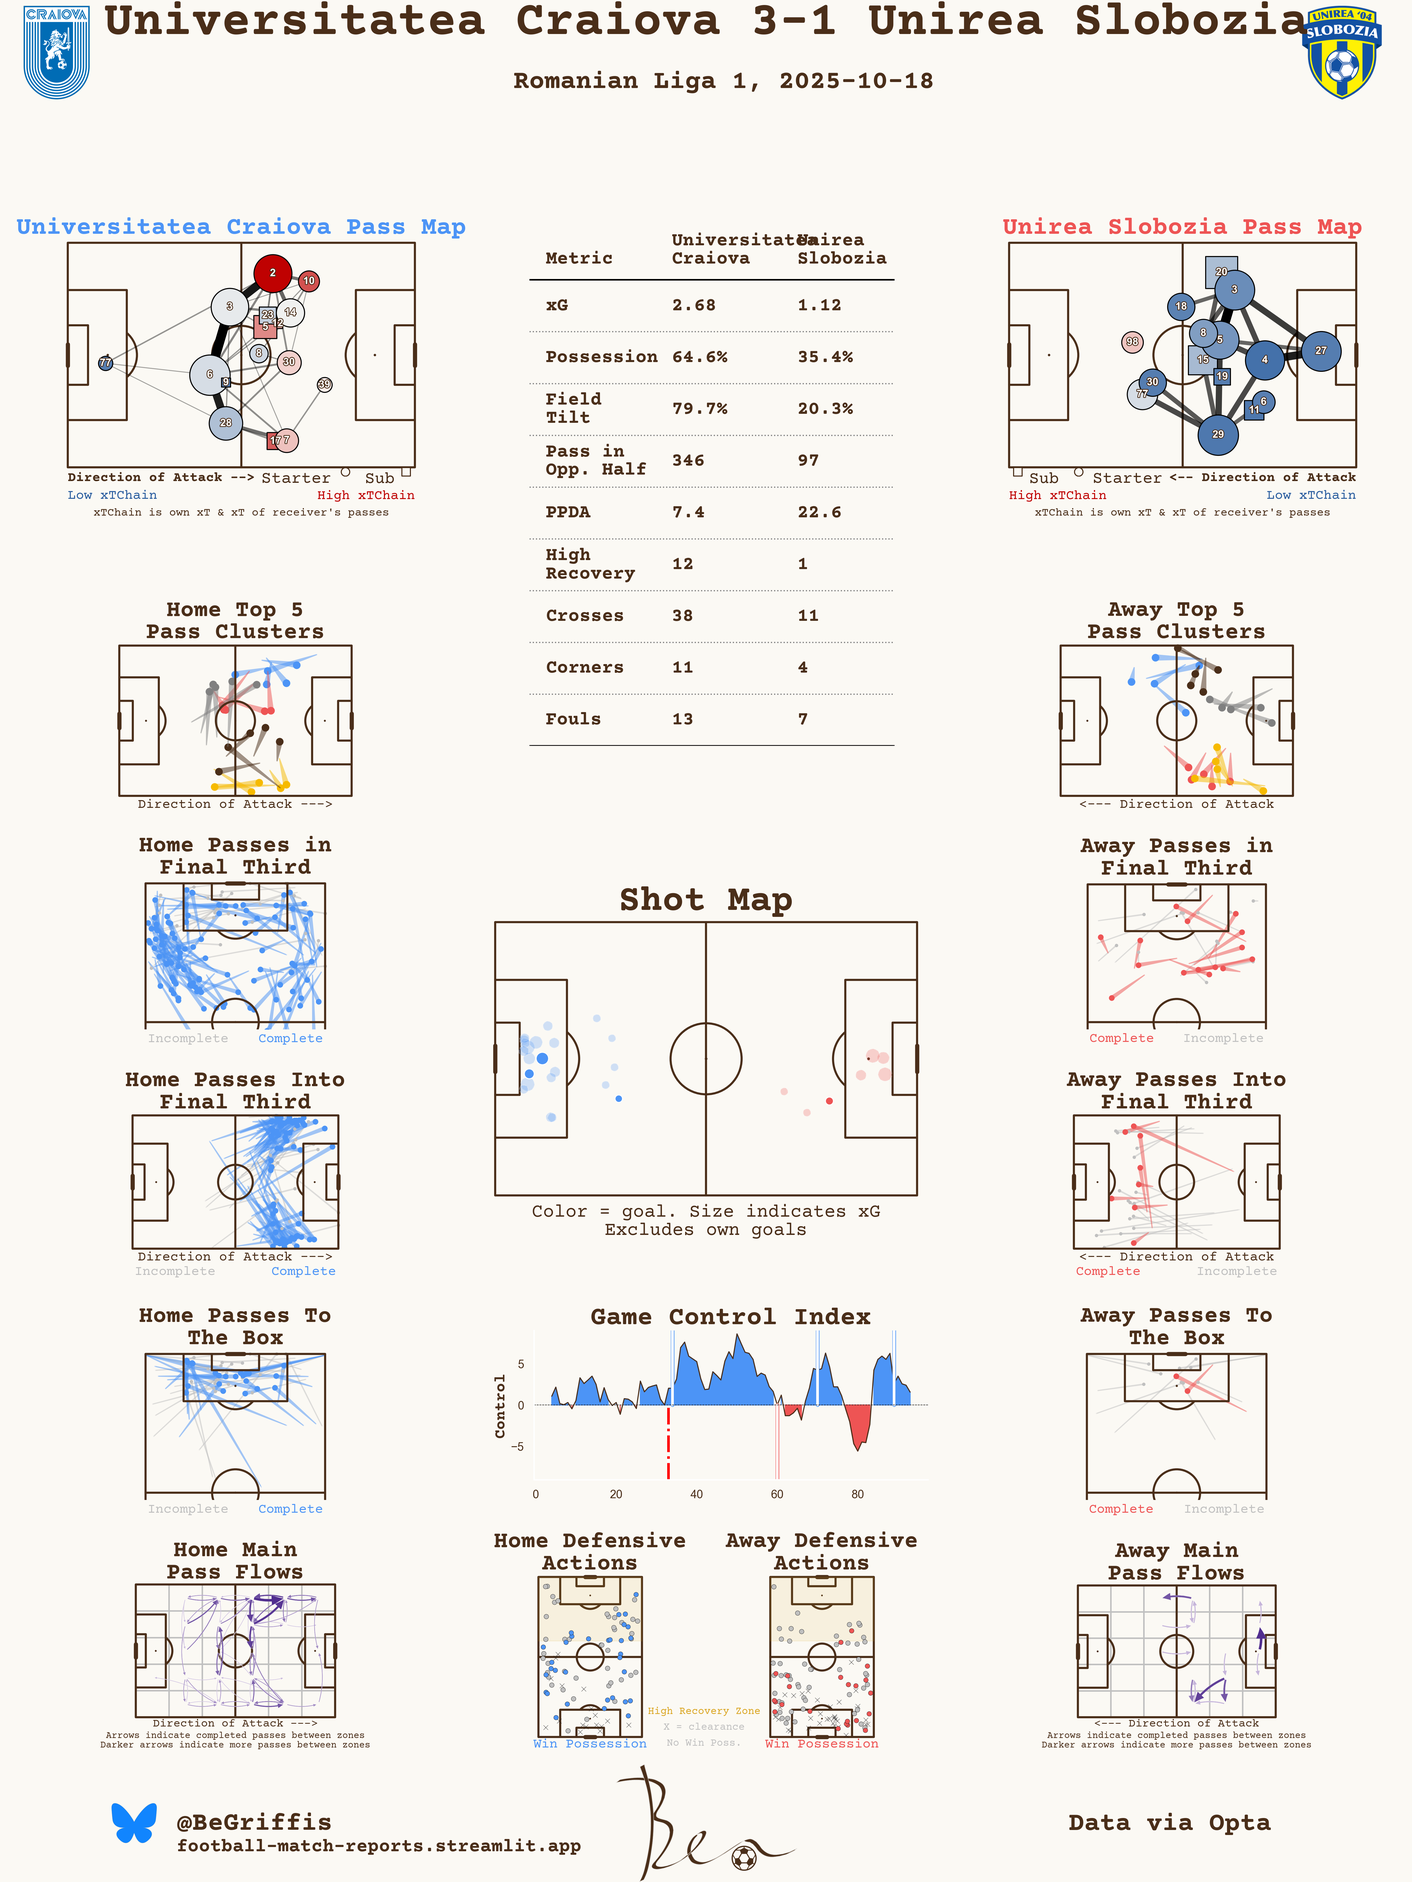 CRAIOVA
Universitatea Craiova 3-1 Unirea Slobozia
UNIREA '04
SLOBOZIA
Romanian Liga 1, 2025-10-18
Universitatea Craiova Pass Map
2
10
3
14
23
12
5
8
30
77
6
9
39
28
17
7
Direction of Attack --> Starter Sub
Low xTChain High xTChain
xTChain is own xT & xT of receiver's passes
Metric Universitatea Craiova Unirea Slobozia
xG 2.68 1.12
Possession 64.6% 35.4%
Field Tilt 79.7% 20.3%
Pass in Opp. Half 346 97
PPDA 7.4 22.6
High Recovery 12 1
Crosses 38 11
Corners 11 4
Fouls 13 7
Unirea Slobozia Pass Map
20
3
18
8
5
98
15
4
27
19
30
77
6
11
29
Sub Starter <-- Direction of Attack
High xTChain Low xTChain
xTChain is own xT & xT of receiver's passes
Home Top 5
Pass Clusters
Direction of Attack --->
Away Top 5
Pass Clusters
<--- Direction of Attack
Home Passes in
Final Third
Incomplete Complete
Away Passes in
Final Third
Complete Incomplete
Shot Map
Color = goal. Size indicates xG
Excludes own goals
Home Passes Into
Final Third
Direction of Attack --->
Incomplete Complete
Away Passes Into
Final Third
<--- Direction of Attack
Complete Incomplete
Home Passes To
The Box
Incomplete Complete
Game Control Index
Control
5
0
−5
0 20 40 60 80
Away Passes To
The Box
Complete Incomplete
Home Main
Pass Flows
Direction of Attack --->
Arrows indicate completed passes between zones
Darker arrows indicate more passes between zones
Home Defensive
Actions
Win Possession
High Recovery Zone
X = clearance
No Win Poss.
Away Defensive
Actions
Win Possession
Away Main
Pass Flows
<--- Direction of Attack
Arrows indicate completed passes between zones
Darker arrows indicate more passes between zones
@BeGriffis
football-match-reports.streamlit.app
Ben
Data via Opta